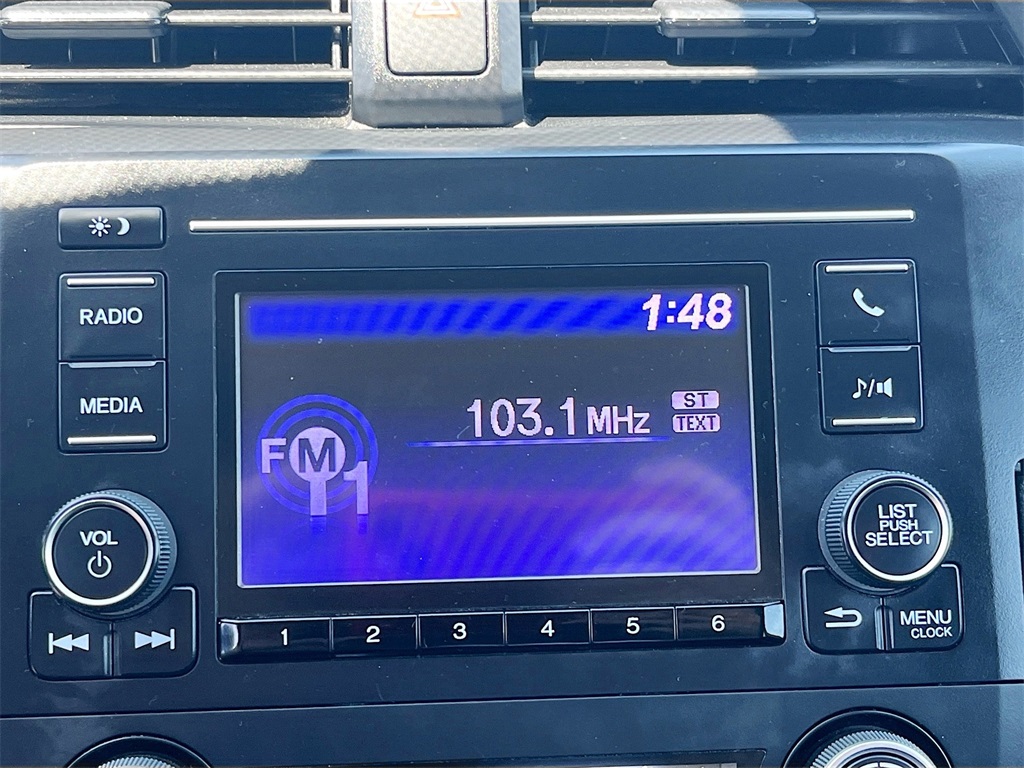 1:48
RADIO
103.1 MHz
ST
TEXT
MEDIA
FM
1
VOL
LIST
PUSH
SELECT
1 2 3 4 5 6
MENU
CLOCK